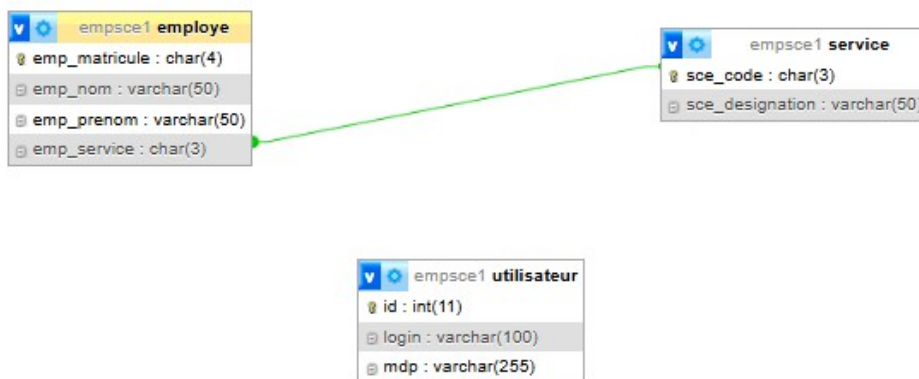 v empsce1 employe
emp_matricule : char(4)
emp_nom : varchar(50)
emp_prenom : varchar(50)
emp_service : char(3)
v empsce1 service
sce_code : char(3)
sce_designation : varchar(50)
v empsce1 utilisateur
id : int(11)
login : varchar(100)
mdp : varchar(255)